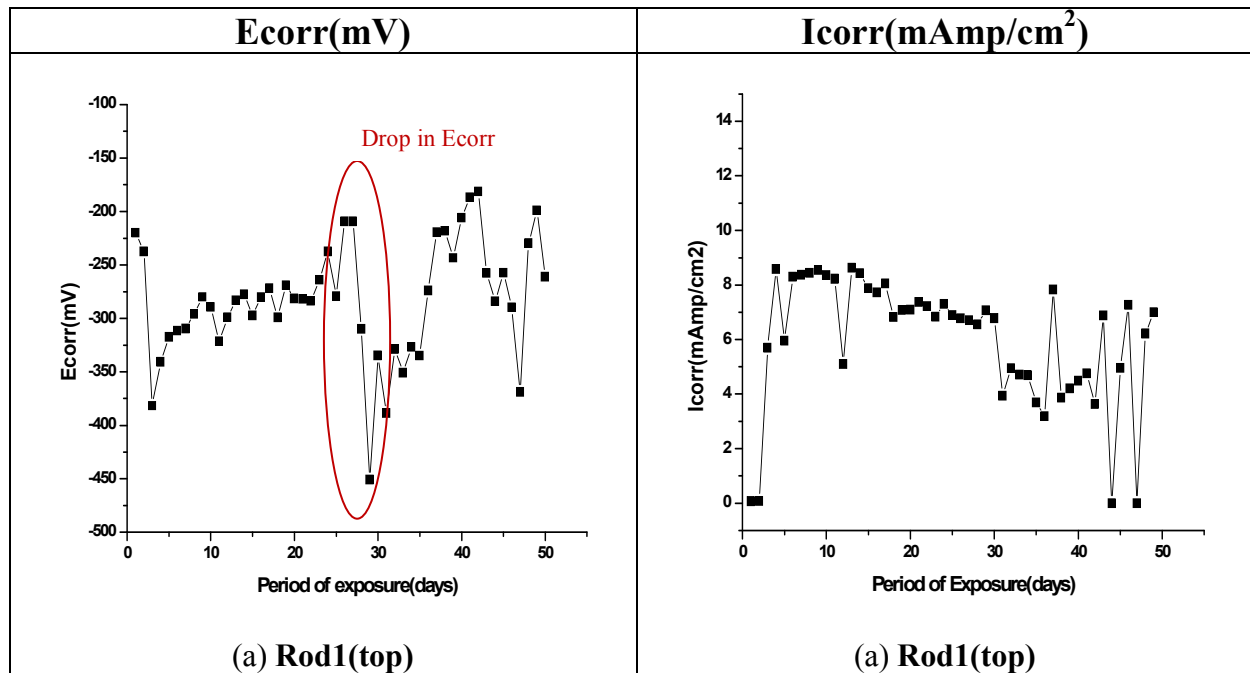 Ecorr(mV)
Icorr(mAmp/cm²)
Drop in Ecorr
-100
-150
-200
-250
-300
-350
-400
-450
-500
Ecorr(mV)
0 10 20 30 40 50
Period of exposure(days)
(a) Rod1(top)
14
12
10
8
6
4
2
0
Icorr(mAmp/cm2)
0 10 20 30 40 50
Period of Exposure(days)
(a) Rod1(top)